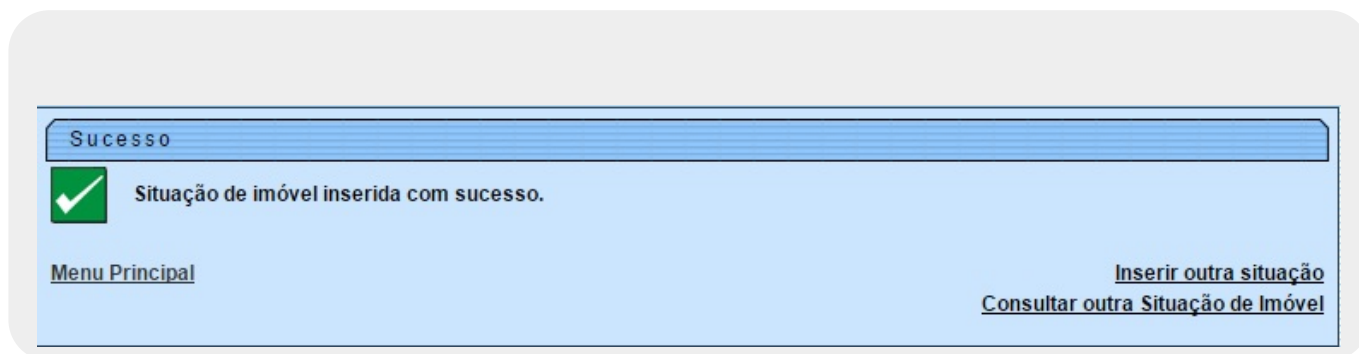 Sucesso
Situação de imóvel inserida com sucesso.
Menu Principal
Inserir outra situação
Consultar outra Situação de Imóvel